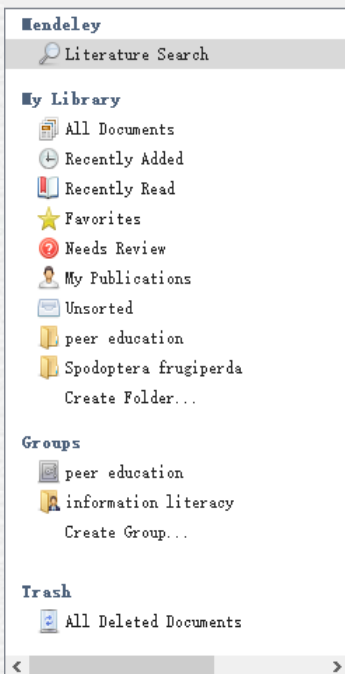 Mendeley
Literature Search
My Library
All Documents
Recently Added
Recently Read
Favorites
Needs Review
My Publications
Unsorted
peer education
Spodoptera frugiperda
Create Folder...
Groups
peer education
information literacy
Create Group...
Trash
All Deleted Documents